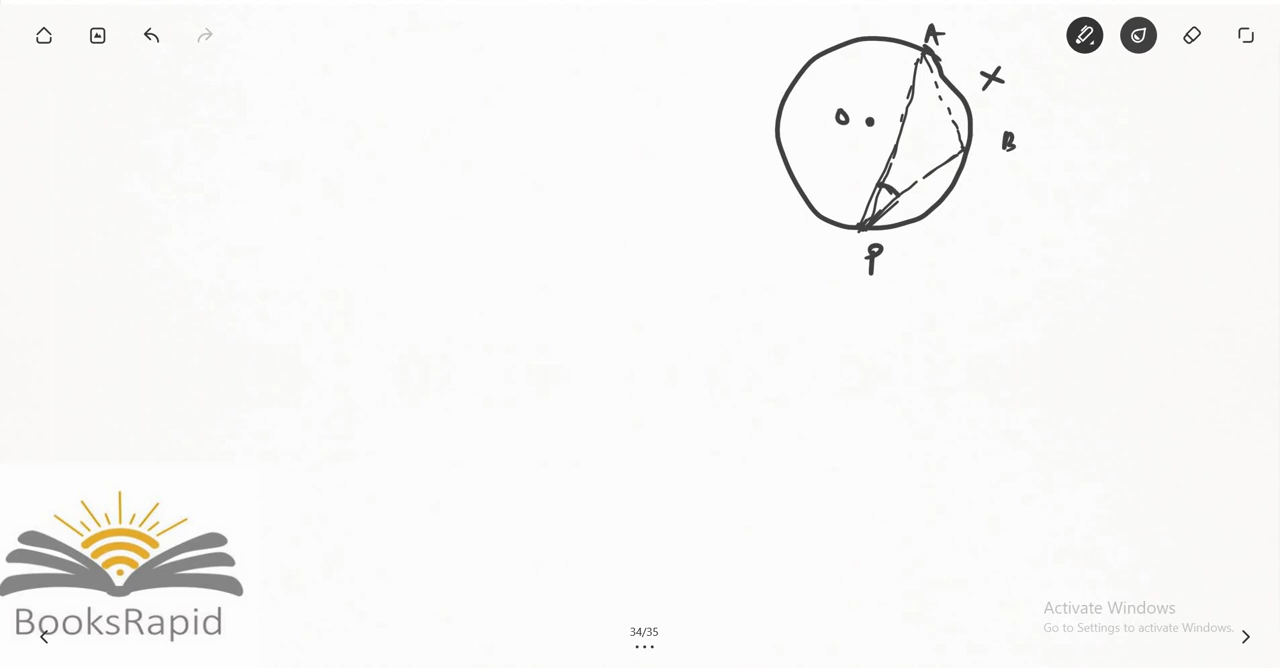 A
X
O
B
P
BooksRapid
Activate Windows
Go to Settings to activate Windows.
34/35